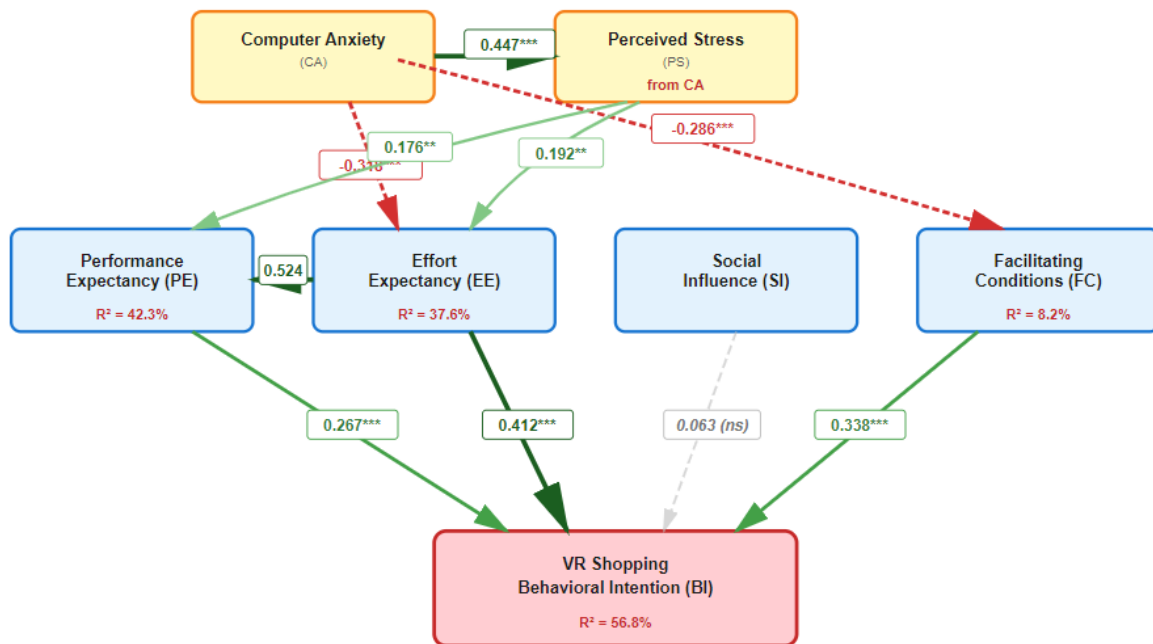 Computer Anxiety
(CA)
0.447***
Perceived Stress
(PS)
from CA
-0.286***
0.176**
0.192**
Performance
Expectancy (PE)
R² = 42.3%
0.524
Effort
Expectancy (EE)
R² = 37.6%
Social
Influence (SI)
Facilitating
Conditions (FC)
R² = 8.2%
0.267***
0.412***
0.063 (ns)
0.338***
VR Shopping
Behavioral Intention (BI)
R² = 56.8%